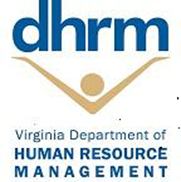 dhrm
Virginia Department of
HUMAN RESOURCE
MANAGEMENT